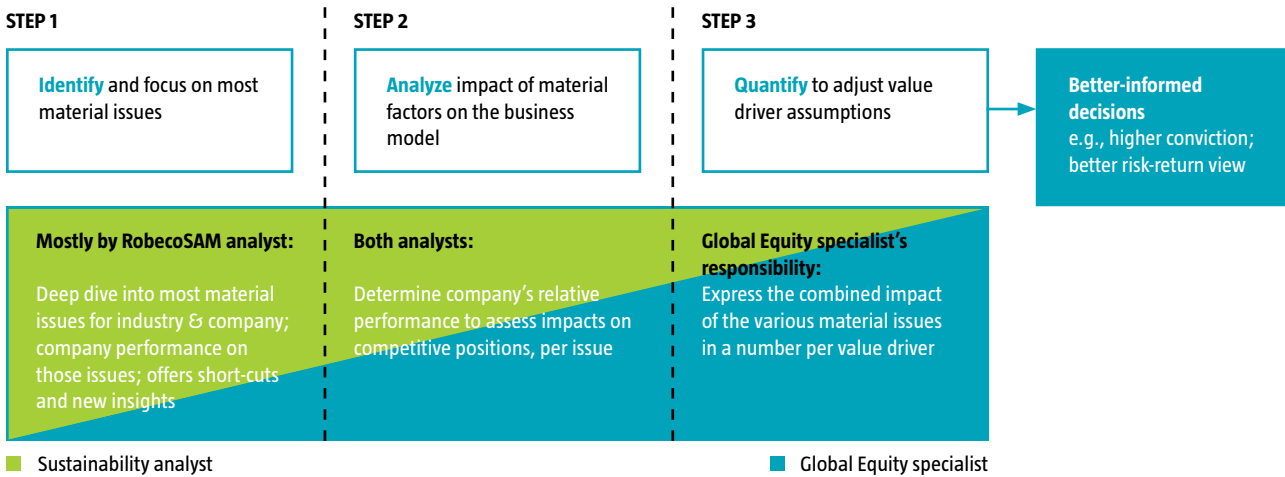 STEP 1
Identify and focus on most
material issues
STEP 2
Analyze impact of material
factors on the business
model
STEP 3
Quantify to adjust value
driver assumptions
Better-informed
decisions
e.g., higher conviction;
better risk-return view
Mostly by RobecoSAM analyst:
Deep dive into most material
issues for industry & company;
company performance on
those issues; offers short-cuts
and new insights
Both analysts:
Determine company’s relative
performance to assess impacts on
competitive positions, per issue
Global Equity specialist’s
responsibility:
Express the combined impact
of the various material issues
in a number per value driver
Sustainability analyst
Global Equity specialist